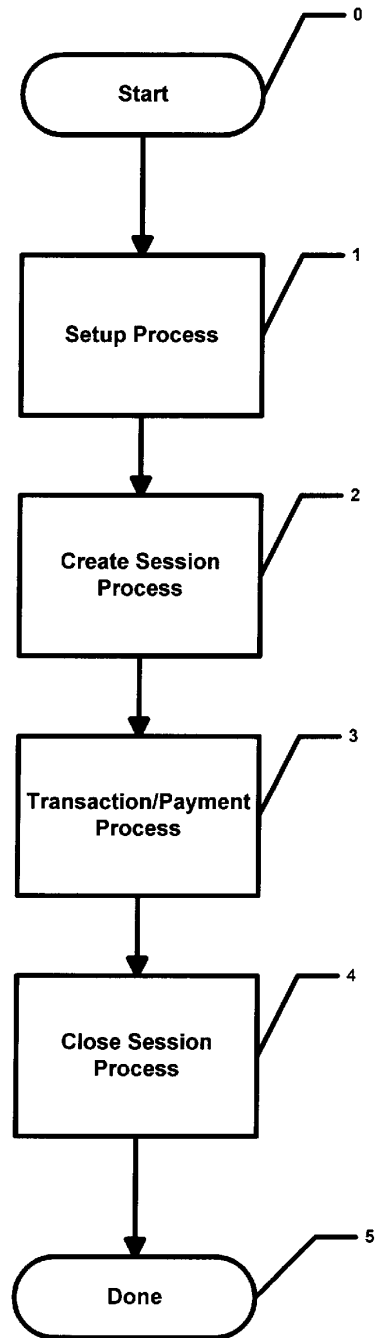 0
Start
1
Setup Process
2
Create Session
Process
3
Transaction/Payment
Process
4
Close Session
Process
5
Done